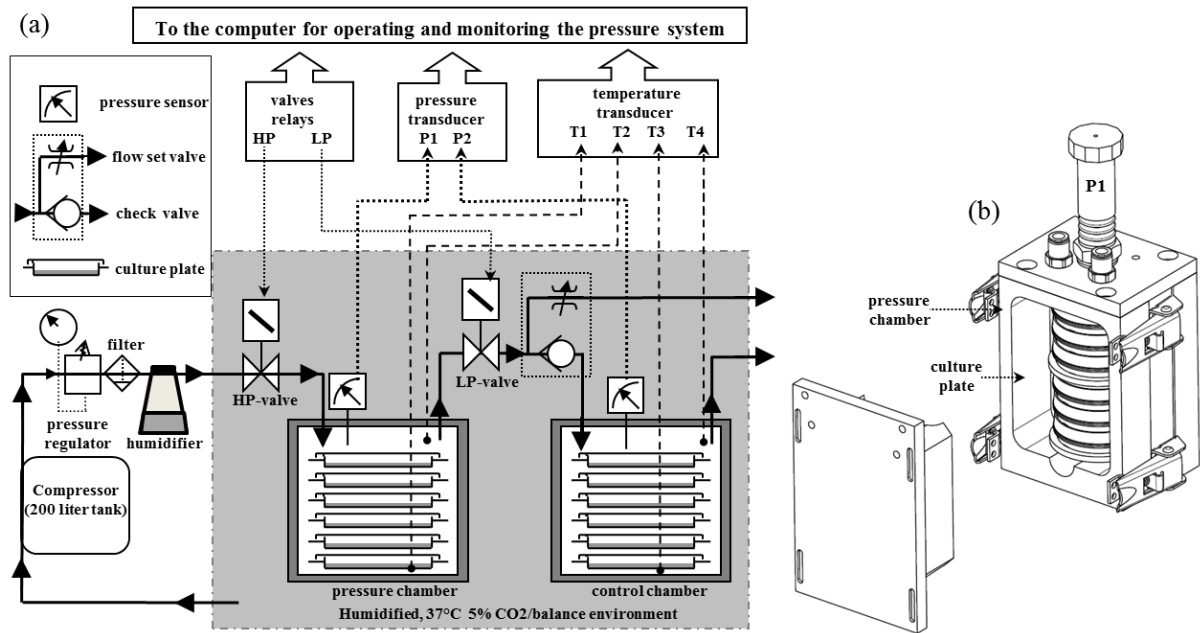 (a)
To the computer for operating and monitoring the pressure system
pressure sensor
flow set valve
check valve
culture plate
valves
relays
HP LP
pressure
transducer
P1 P2
temperature
transducer
T1 T2 T3 T4
filter
pressure
regulator
humidifier
Compressor
(200 liter tank)
HP-valve
LP-valve
pressure chamber
control chamber
Humidified, 37°C 5% CO2/balance environment
(b)
P1
pressure
chamber
culture
plate